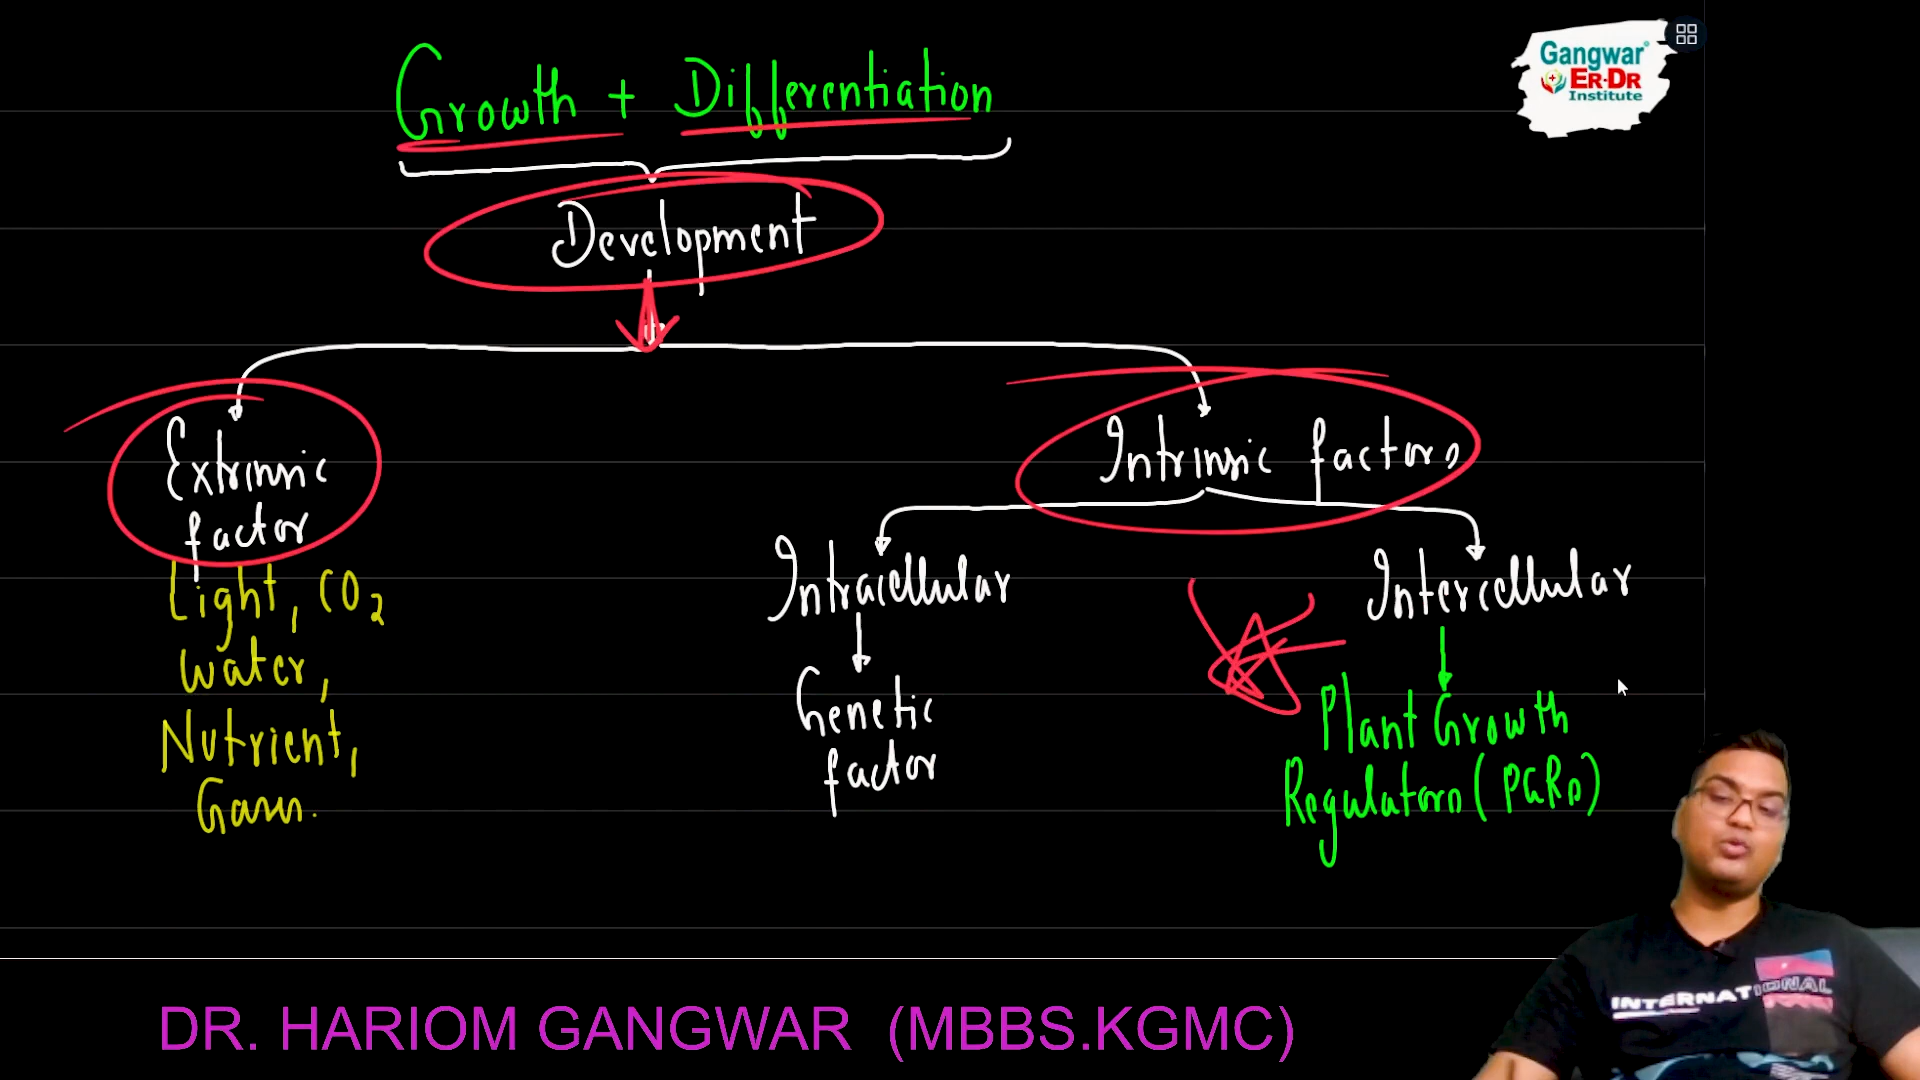 Gangwar
ER-DR
Institute
Growth + Differentiation
Development
Extrinsic
factor
Intrinsic factors
Light, CO2
Water,
Nutrient,
Intracellular
Intercellular
Genetic
factor
Plant Growth
Regulators (PGRs)
INTERNATIONAL
DR. HARIOM GANGWAR (MBBS.KGMC)